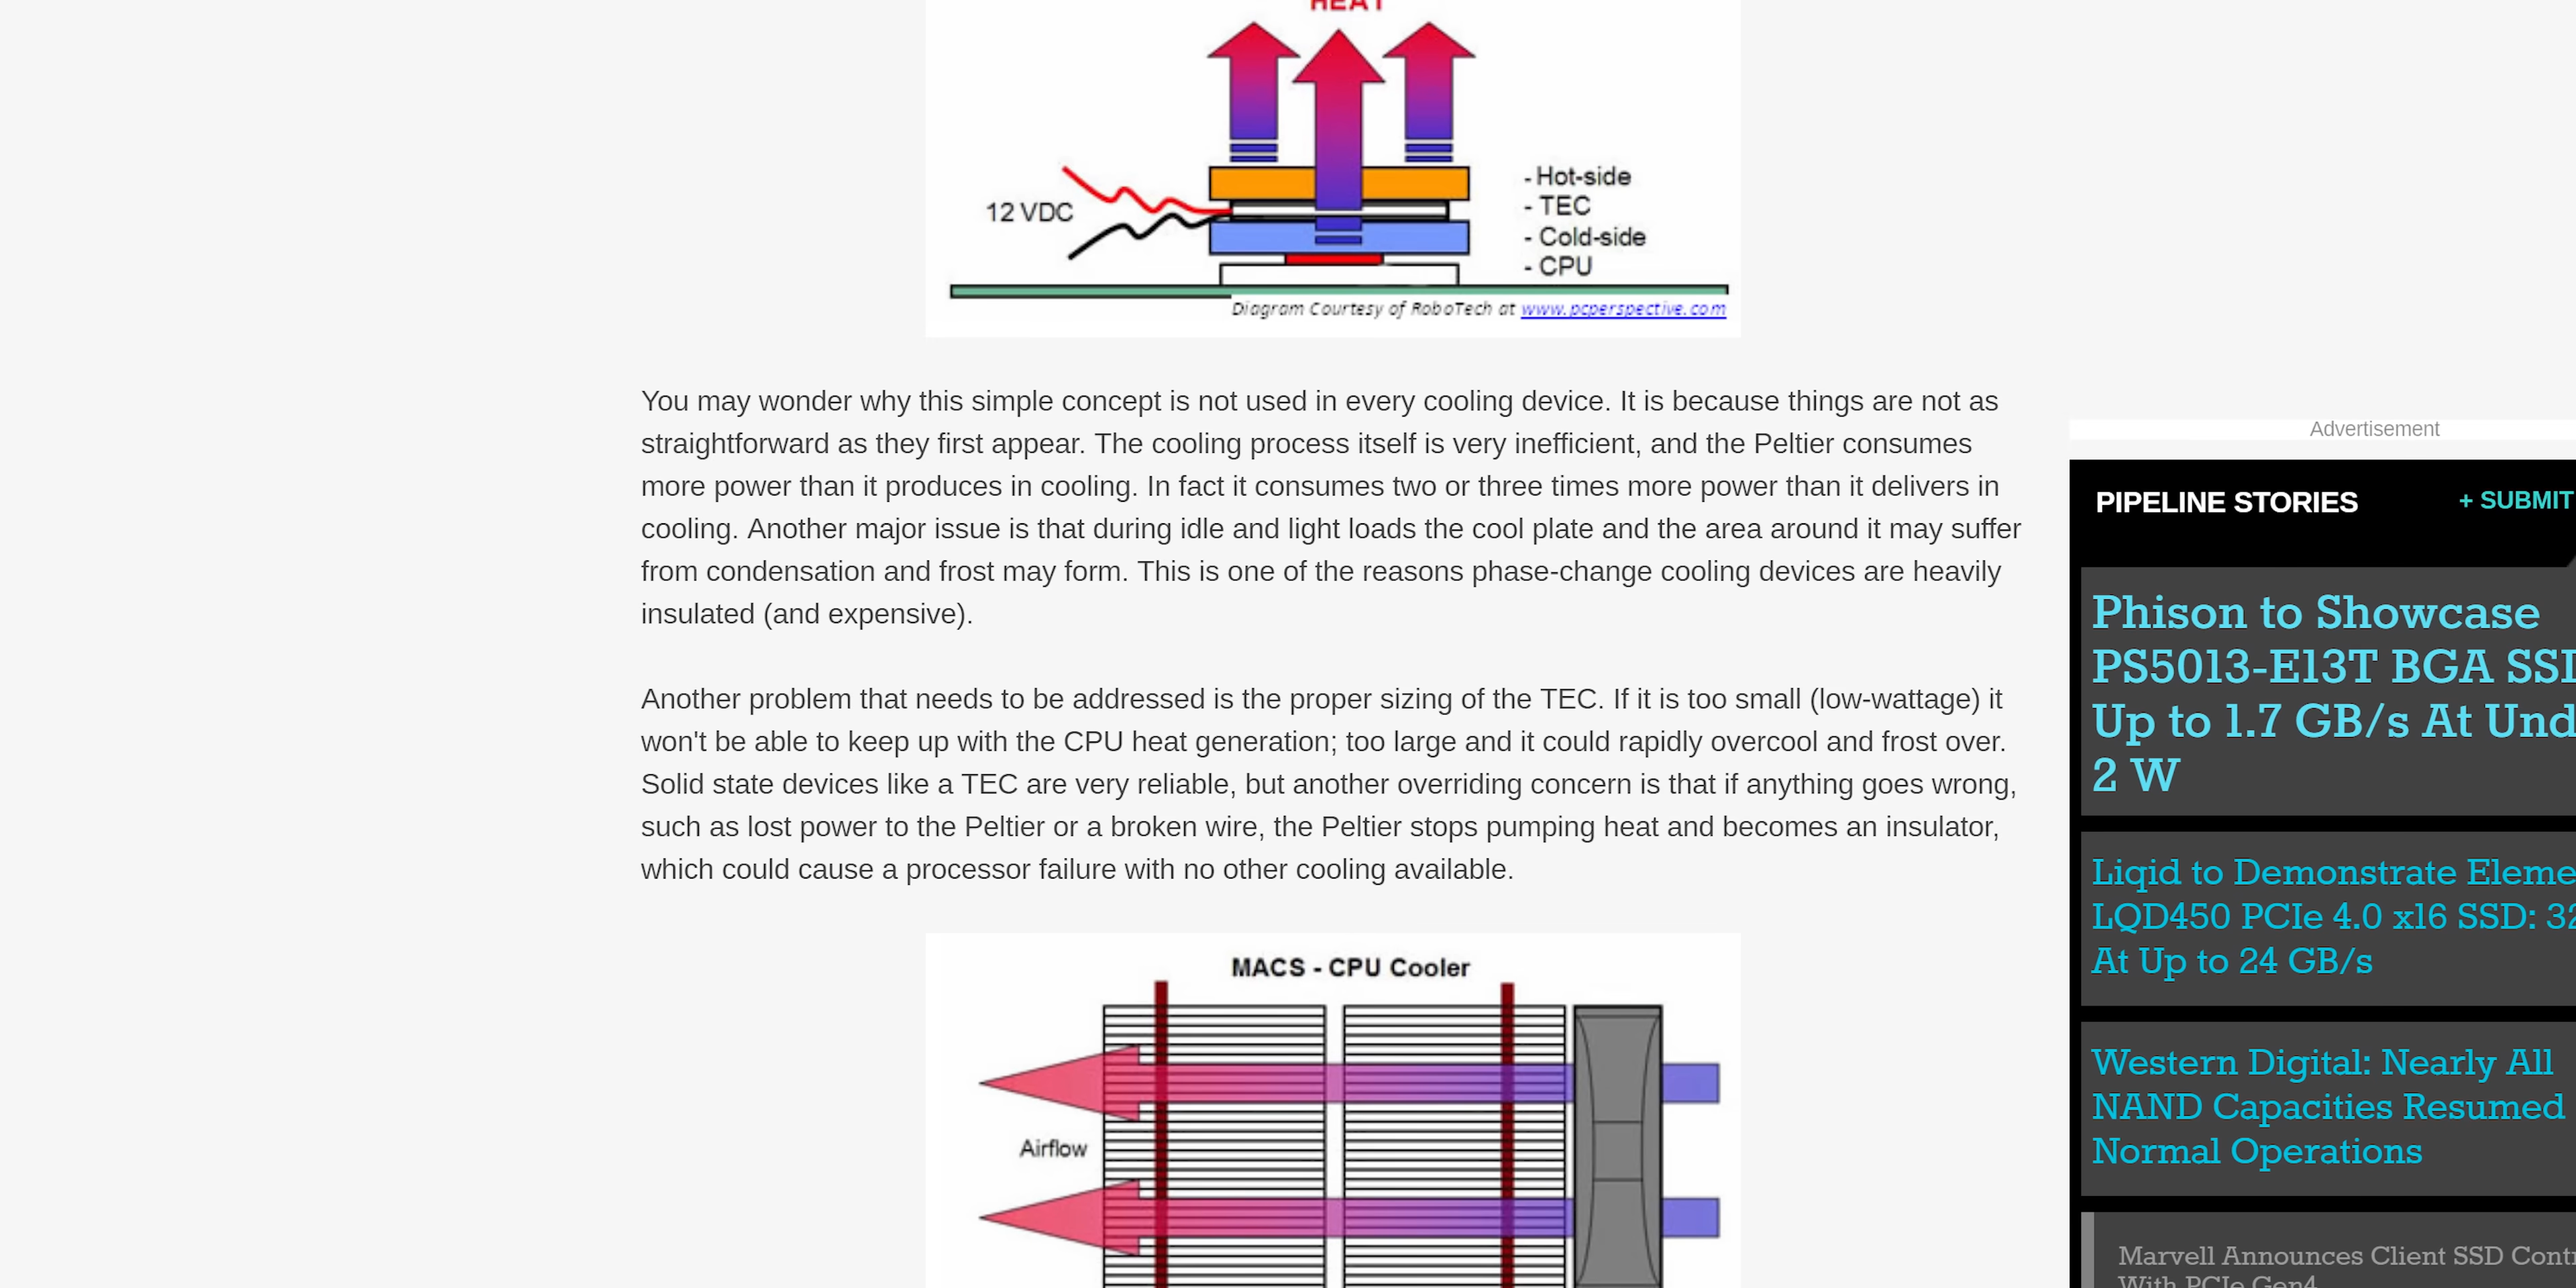 12 VDC
- Hot-side
- TEC
- Cold-side
- CPU
Diagram Courtesy of RoboTech at www.pcperspective.com
You may wonder why this simple concept is not used in every cooling device. It is because things are not as
straightforward as they first appear. The cooling process itself is very inefficient, and the Peltier consumes
more power than it produces in cooling. In fact it consumes two or three times more power than it delivers in
cooling. Another major issue is that during idle and light loads the cool plate and the area around it may suffer
from condensation and frost may form. This is one of the reasons phase-change cooling devices are heavily
insulated (and expensive).
Another problem that needs to be addressed is the proper sizing of the TEC. If it is too small (low-wattage) it
won't be able to keep up with the CPU heat generation; too large and it could rapidly overcool and frost over.
Solid state devices like a TEC are very reliable, but another overriding concern is that if anything goes wrong,
such as lost power to the Peltier or a broken wire, the Peltier stops pumping heat and becomes an insulator,
which could cause a processor failure with no other cooling available.
MACS - CPU Cooler
Airflow
Advertisement
PIPELINE STORIES
+ SUBMIT
Phison to Showcase
PS5013-E13T BGA
Up to 1.7 GB/s At
2 W
Liqid to Demonstrate
LQD450 PCIe 4.0 x16 SSD:
At Up to 24 GB/s
Western Digital: Nearly All
NAND Capacities Resumed
Normal Operations
Marvell Announces Client SSD
With PCIe Gen4